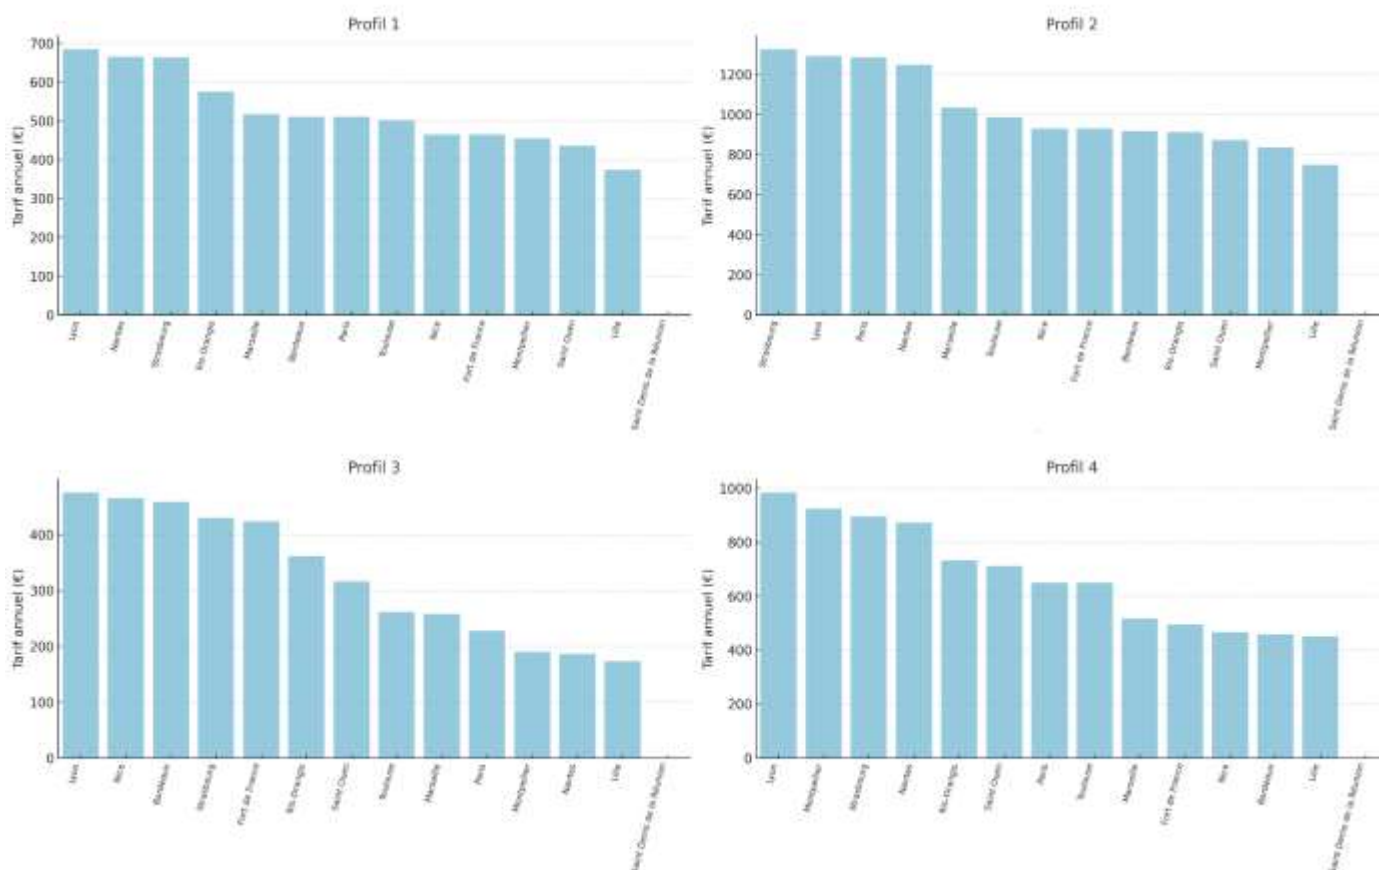 Profil 1
Tarif annuel (€)
700
600
500
400
300
200
100
0
Lyon
Nantes
Strasbourg
Ris-Orangis
Marseille
Bordeaux
Paris
Toulouse
Nice
Fort de France
Montpellier
Saint Ouen
Lille
Saint Denis de la Réunion
Profil 2
Tarif annuel (€)
1200
1000
800
600
400
200
0
Strasbourg
Lyon
Paris
Nantes
Marseille
Toulouse
Nice
Fort de France
Bordeaux
Ris-Orangis
Saint Ouen
Montpellier
Lille
Saint Denis de la Réunion
Profil 3
Tarif annuel (€)
400
300
200
100
0
Lyon
Nice
Bordeaux
Strasbourg
Fort de France
Ris-Orangis
Saint Ouen
Toulouse
Marseille
Paris
Montpellier
Nantes
Lille
Saint Denis de la Réunion
Profil 4
Tarif annuel (€)
1000
800
600
400
200
0
Lyon
Montpellier
Strasbourg
Nantes
Ris-Orangis
Saint Ouen
Paris
Toulouse
Marseille
Fort de France
Nice
Bordeaux
Lille
Saint Denis de la Réunion